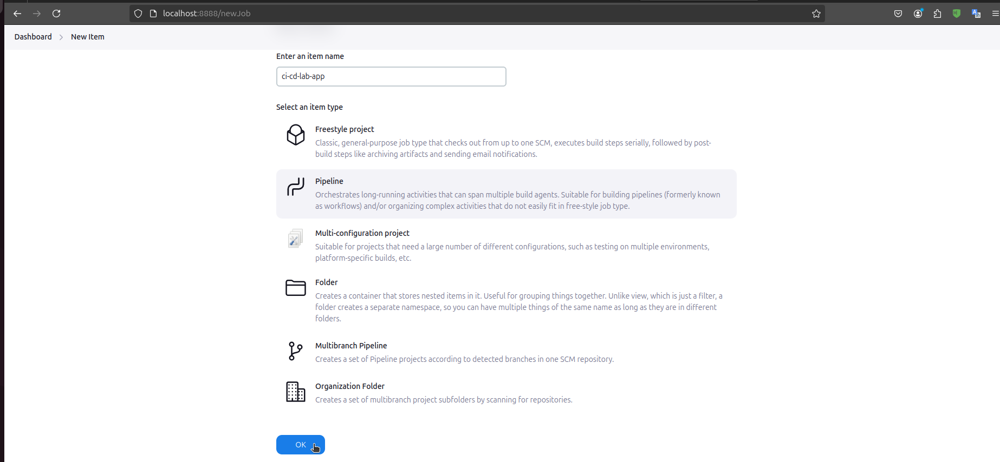 localhost:8888/newJob
Dashboard > New Item
Enter an item name
ci-cd-lab-app
Select an item type
Freestyle project
Classic, general-purpose job type that checks out from up to one SCM, executes build steps serially, followed by post-
build steps like archiving artifacts and sending email notifications.
Pipeline
Orchestrates long-running activities that can span multiple build agents. Suitable for building pipelines (formerly known
as workflows) and/or organizing complex activities that do not easily fit in free-style job type.
Multi-configuration project
Suitable for projects that need a large number of different configurations, such as testing on multiple environments,
platform-specific builds, etc.
Folder
Creates a container that stores nested items in it. Useful for grouping things together. Unlike view, which is just a filter, a
folder creates a separate namespace, so you can have multiple things of the same name as long as they are in different
folders.
Multibranch Pipeline
Creates a set of Pipeline projects according to detected branches in one SCM repository.
Organization Folder
Creates a set of multibranch project subfolders by scanning for repositories.
OK